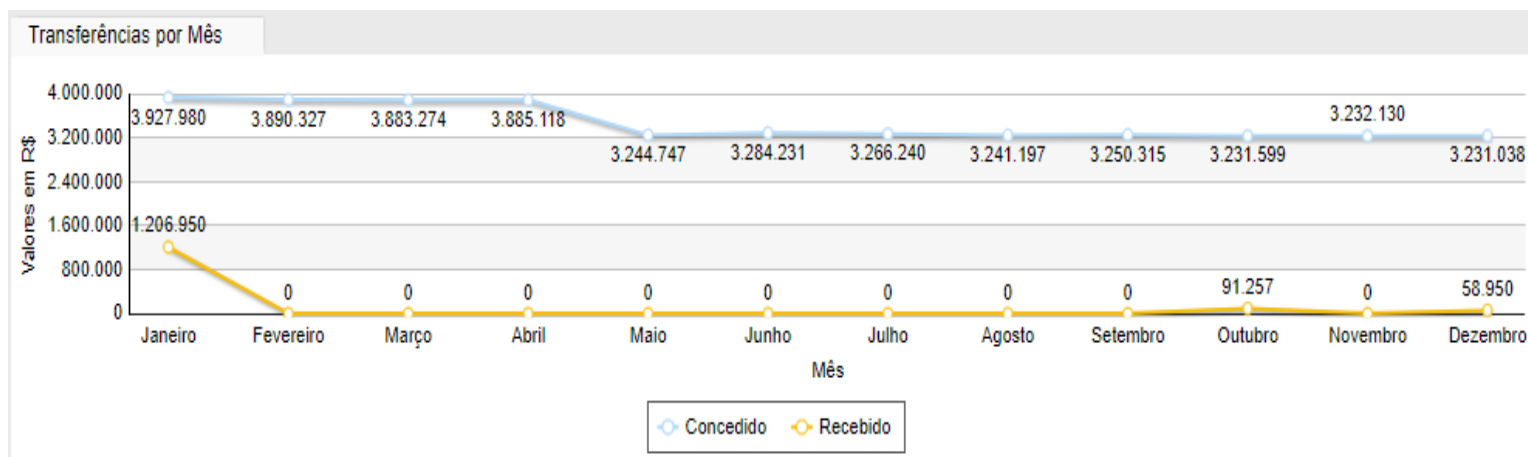 Transferências por Mês
Valores em R$
4.000.000
3.200.000
2.400.000
1.600.000
800.000
0
3.927.980
3.890.327
3.883.274
3.885.118
3.244.747
3.284.231
3.266.240
3.241.197
3.250.315
3.231.599
3.232.130
3.231.038
1.206.950
0
0
0
0
0
0
0
0
91.257
0
58.950
Janeiro
Fevereiro
Março
Abril
Maio
Junho
Julho
Agosto
Setembro
Outubro
Novembro
Dezembro
Mês
Concedido
Recebido